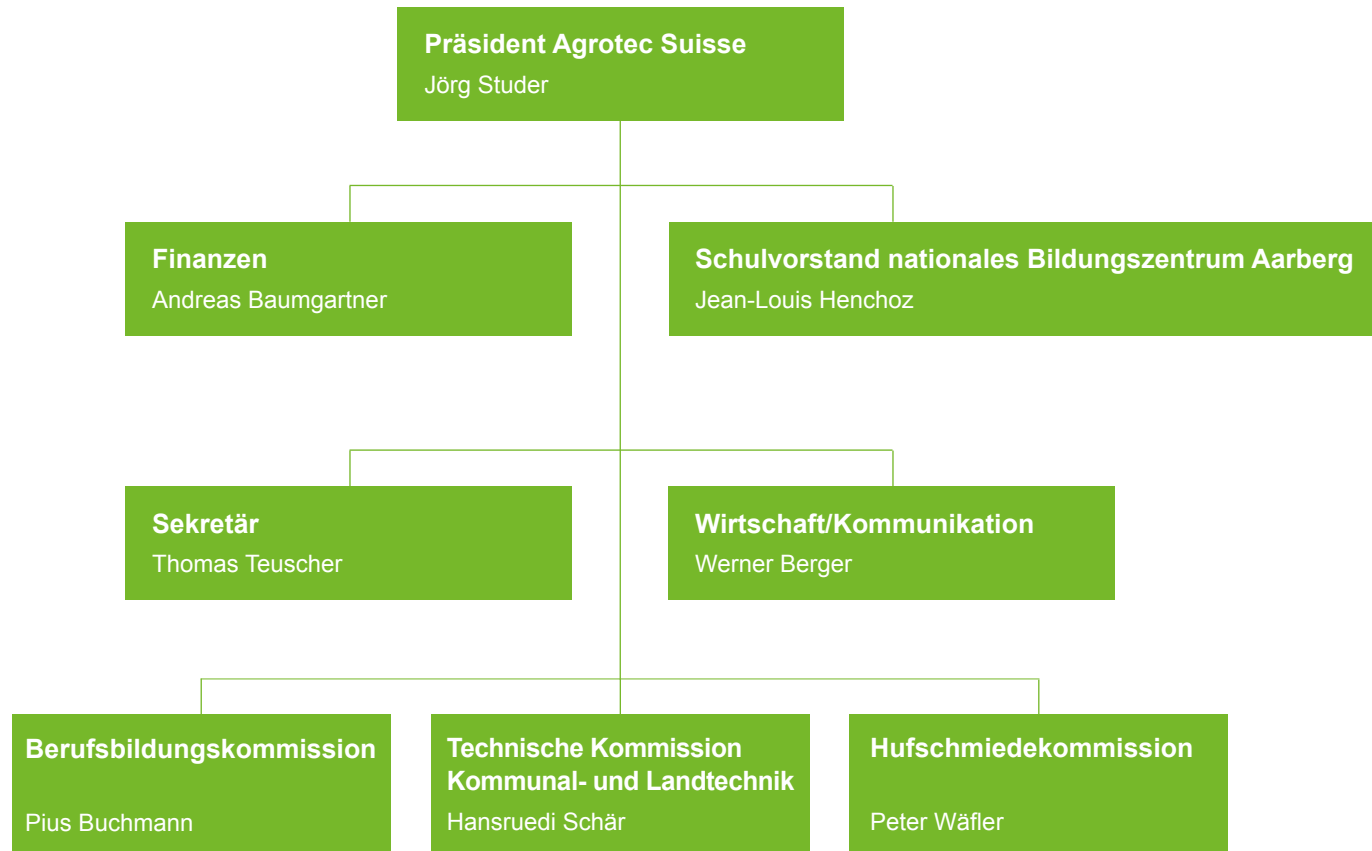 Präsident Agrotec Suisse
Jörg Studer
Finanzen
Andreas Baumgartner
Schulvorstand nationales Bildungszentrum Aarberg
Jean-Louis Henchoz
Sekretär
Thomas Teuscher
Wirtschaft/Kommunikation
Werner Berger
Berufsbildungskommission
Pius Buchmann
Technische Kommission
Kommunal- und Landtechnik
Hansruedi Schär
Hufschmiedekommission
Peter Wäfler